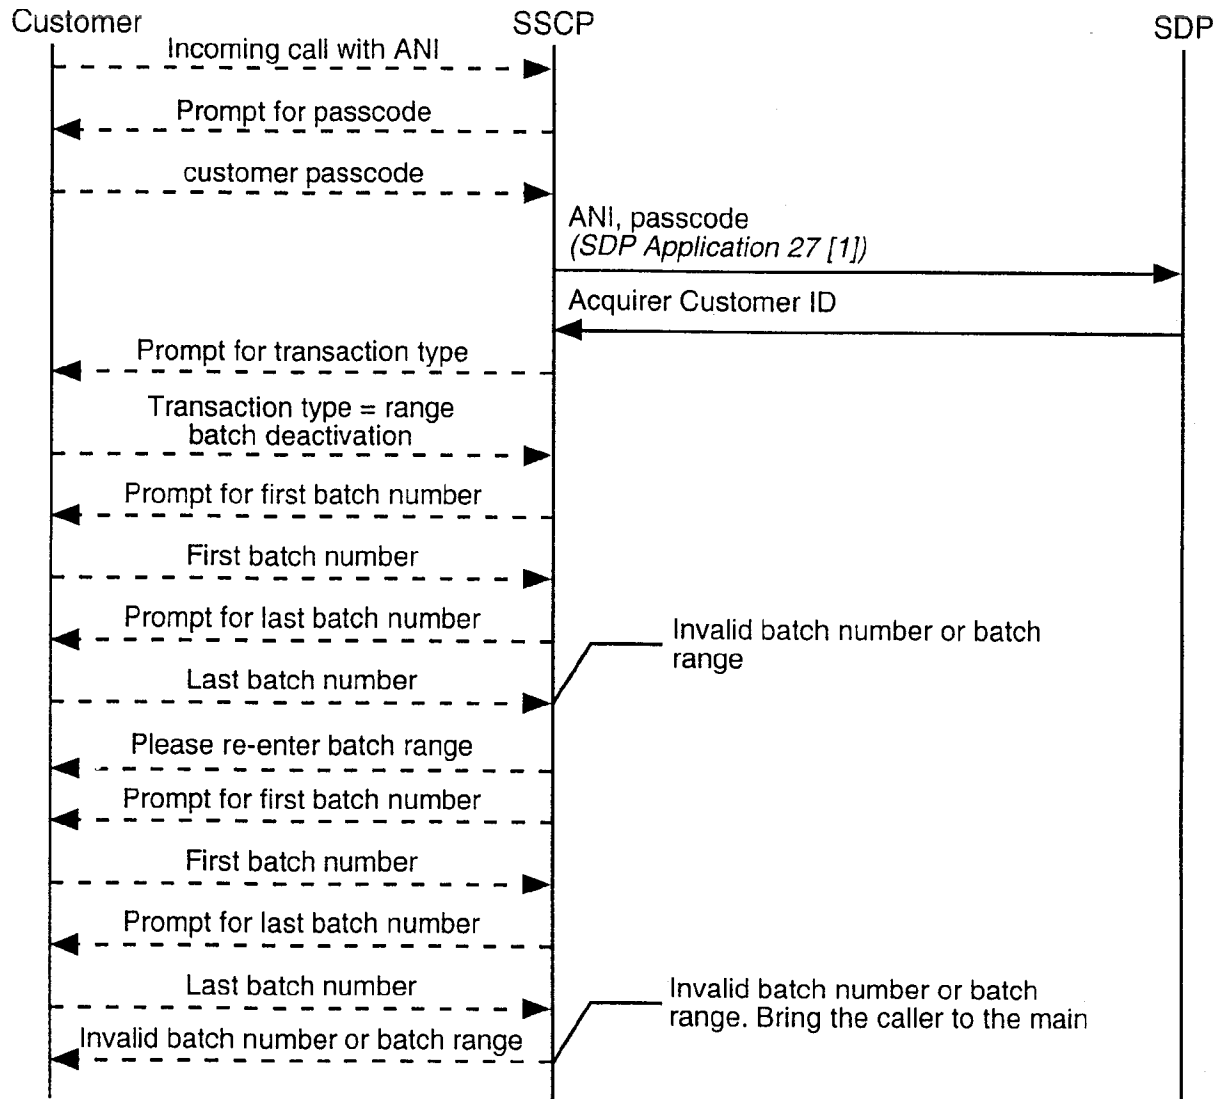 Customer
SSCP
SDP
Incoming call with ANI
Prompt for passcode
customer passcode
ANI, passcode
(SDP Application 27 [1])
Acquirer Customer ID
Prompt for transaction type
Transaction type = range
batch deactivation
Prompt for first batch number
First batch number
Prompt for last batch number
Invalid batch number or batch
range
Last batch number
Please re-enter batch range
Prompt for first batch number
First batch number
Prompt for last batch number
Last batch number
Invalid batch number or batch
range. Bring the caller to the main
Invalid batch number or batch range